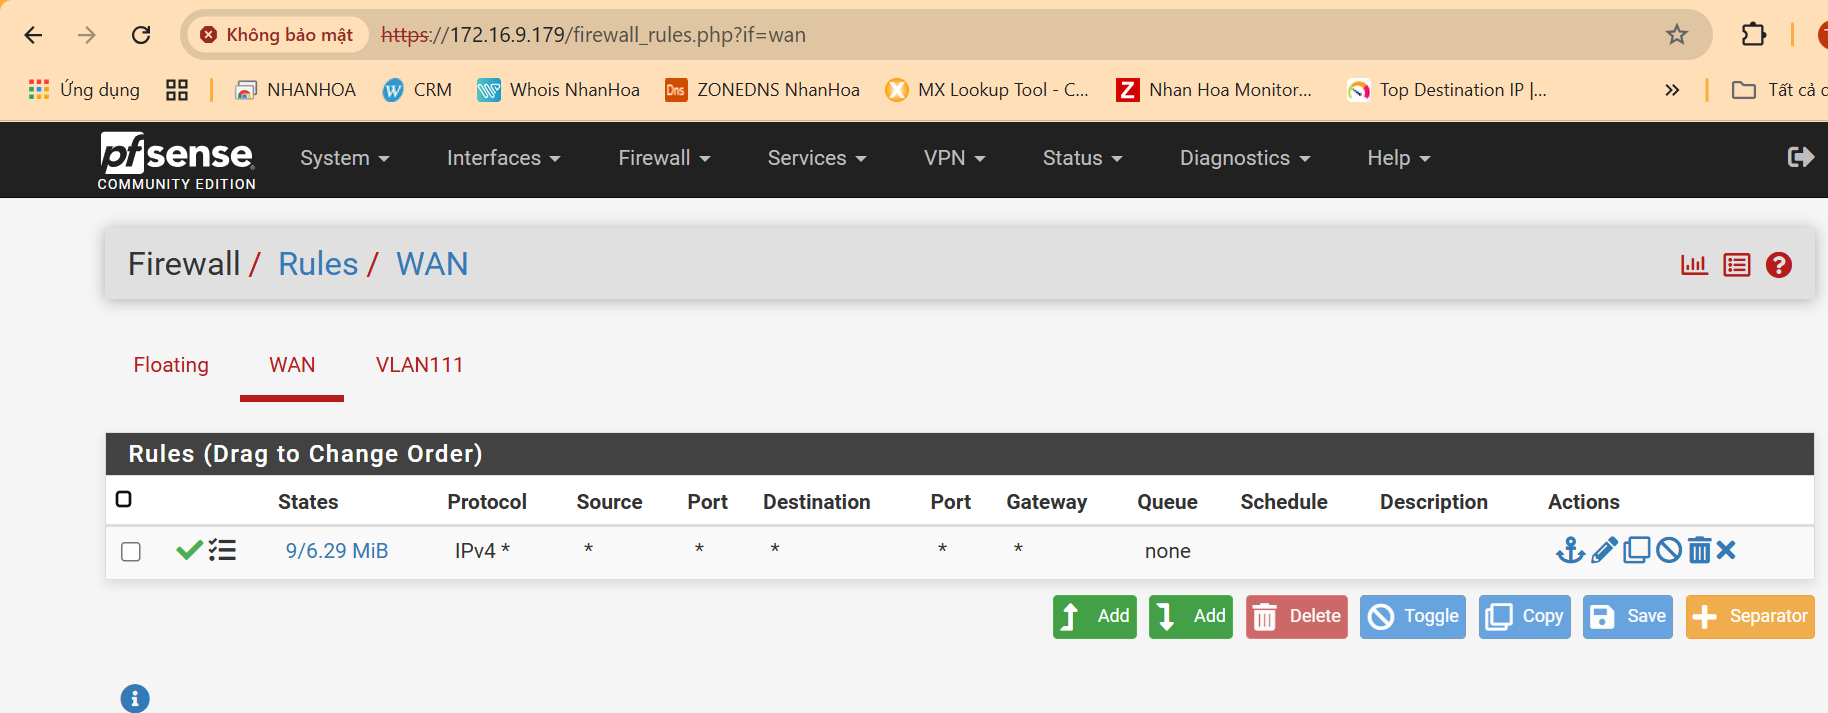 Không bảo mật https://172.16.9.179/firewall_rules.php?if=wan
Ứng dụng NHANHOA CRM Whois NhanHoa Dns ZONEDNS NhanHoa MX Lookup Tool - C... Z Nhan Hoa Monitor... Top Destination IP |... » Tất cả
pfsense COMMUNITY EDITION System Interfaces Firewall Services VPN Status Diagnostics Help
Firewall / Rules / WAN
Floating WAN VLAN111
Rules (Drag to Change Order)
States Protocol Source Port Destination Port Gateway Queue Schedule Description Actions
9/6.29 MiB IPv4 * * * * * * none
Add Add Delete Toggle Copy Save Separator